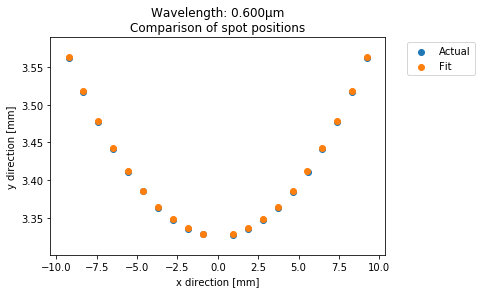 Wavelength: 0.600μm
Comparison of spot positions
Actual
Fit
y direction [mm]
3.55
3.50
3.45
3.40
3.35
−10.0 −7.5 −5.0 −2.5 0.0 2.5 5.0 7.5 10.0
x direction [mm]